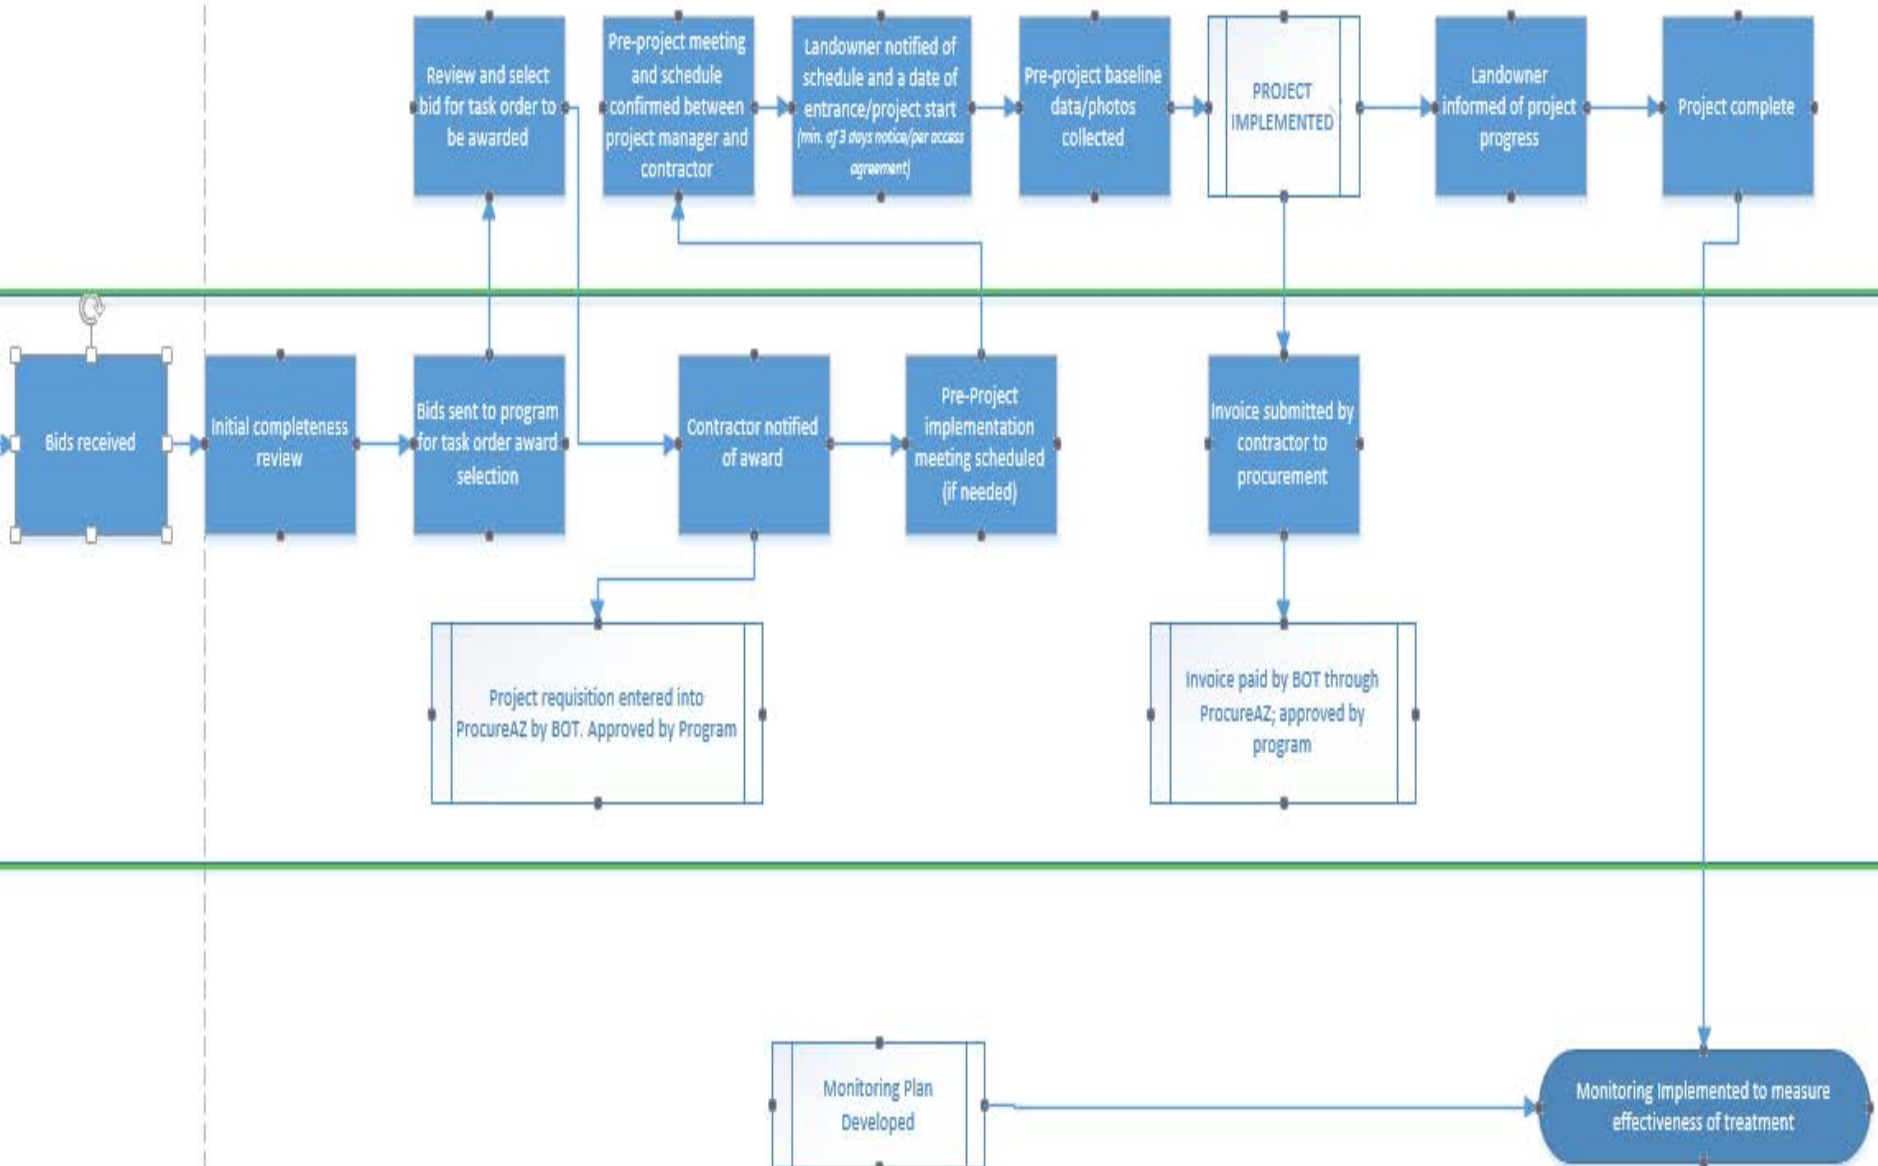 Review and select
bid for task order to
be awarded
Pre-project meeting
and schedule
confirmed between
project manager and
contractor
Landowner notified of
schedule and a date of
entrance/project start
(min. of 3 days notice/per access
agreement)
Pre-project baseline
data/photos
collected
PROJECT
IMPLEMENTED
Landowner
informed of project
progress
Project complete
Bids received
Initial completeness
review
Bids sent to program
for task order award
selection
Contractor notified
of award
Pre-Project
implementation
meeting scheduled
(if needed)
Invoice submitted by
contractor to
procurement
Project requisition entered into
ProcureAZ by BOT. Approved by Program
Invoice paid by BOT through
ProcureAZ; approved by
program
Monitoring Plan
Developed
Monitoring Implemented to measure
effectiveness of treatment